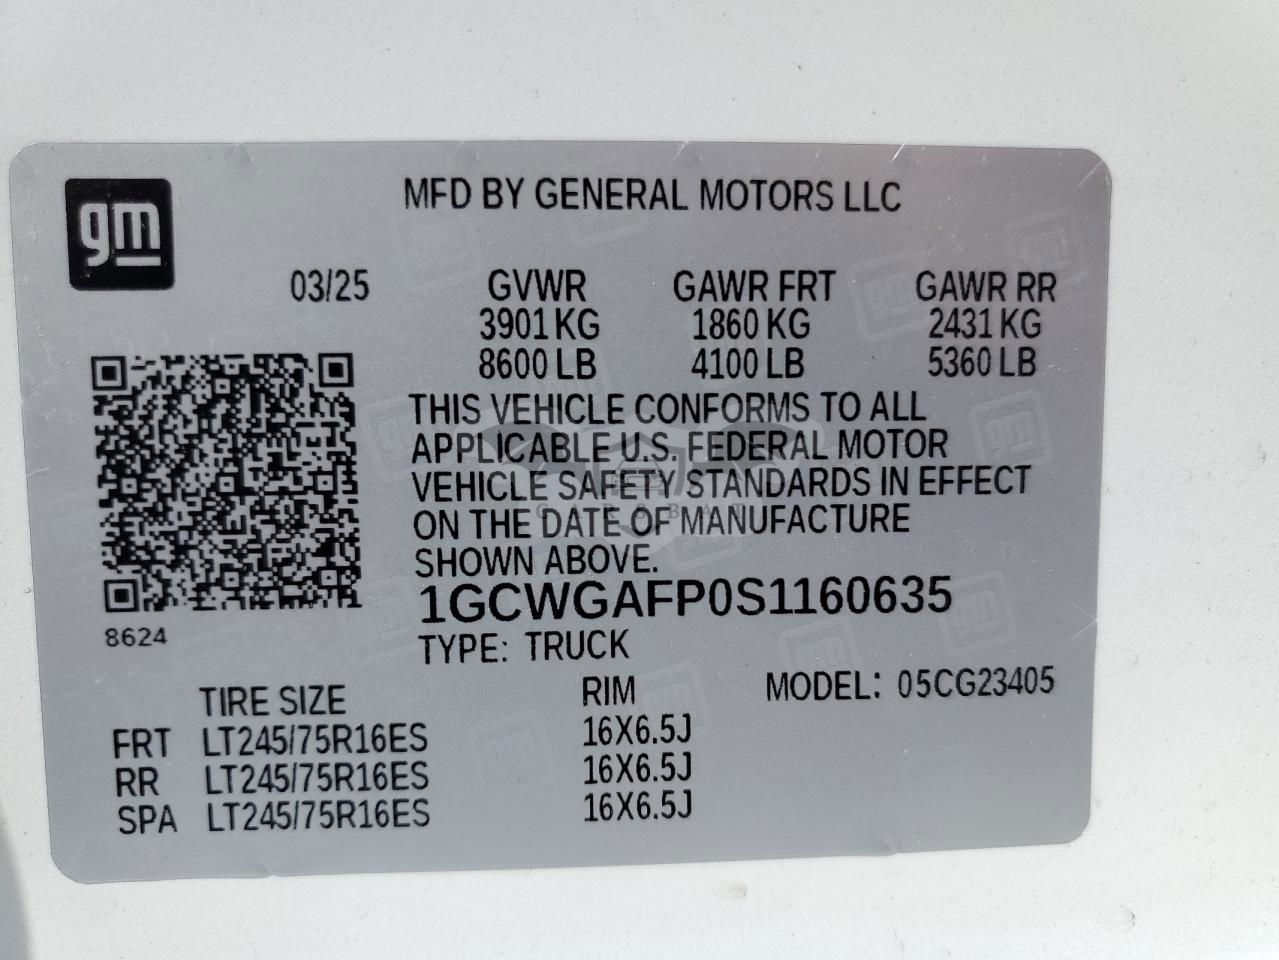 gm
MFD BY GENERAL MOTORS LLC
03/25 GVWR GAWR FRT GAWR RR
3901 KG 1860 KG 2431 KG
8600 LB 4100 LB 5360 LB
THIS VEHICLE CONFORMS TO ALL
APPLICABLE U.S. FEDERAL MOTOR
VEHICLE SAFETY STANDARDS IN EFFECT
ON THE DATE OF MANUFACTURE
SHOWN ABOVE.
1GCWGAFP0S1160635
8624
TYPE: TRUCK
TIRE SIZE RIM MODEL: 05CG23405
FRT LT245/75R16ES 16X6.5J
RR LT245/75R16ES 16X6.5J
SPA LT245/75R16ES 16X6.5J